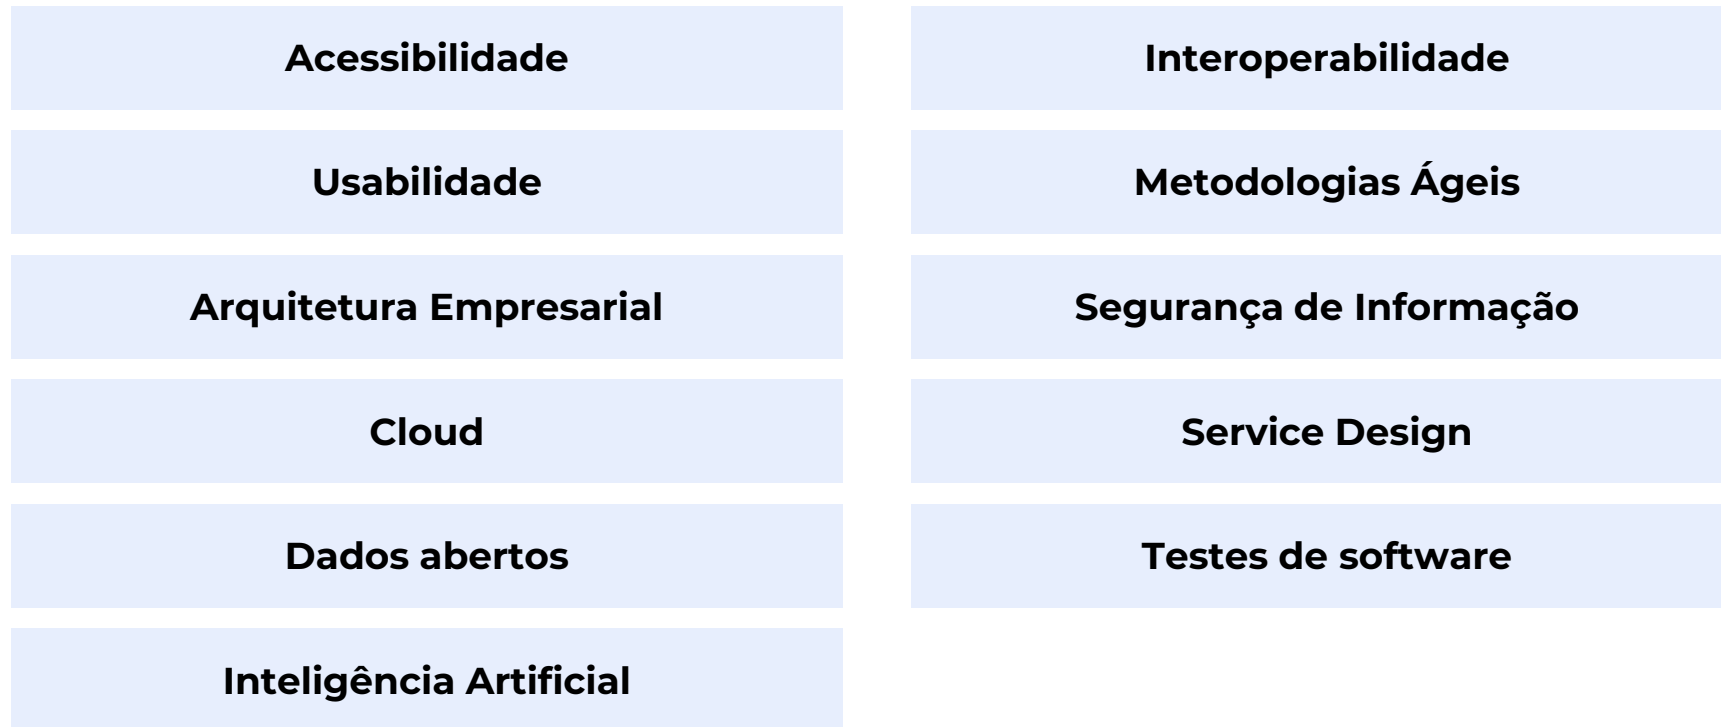 Acessibilidade
Usabilidade
Arquitetura Empresarial
Cloud
Dados abertos
Inteligência Artificial
Interoperabilidade
Metodologias Ágeis
Segurança de Informação
Service Design
Testes de software